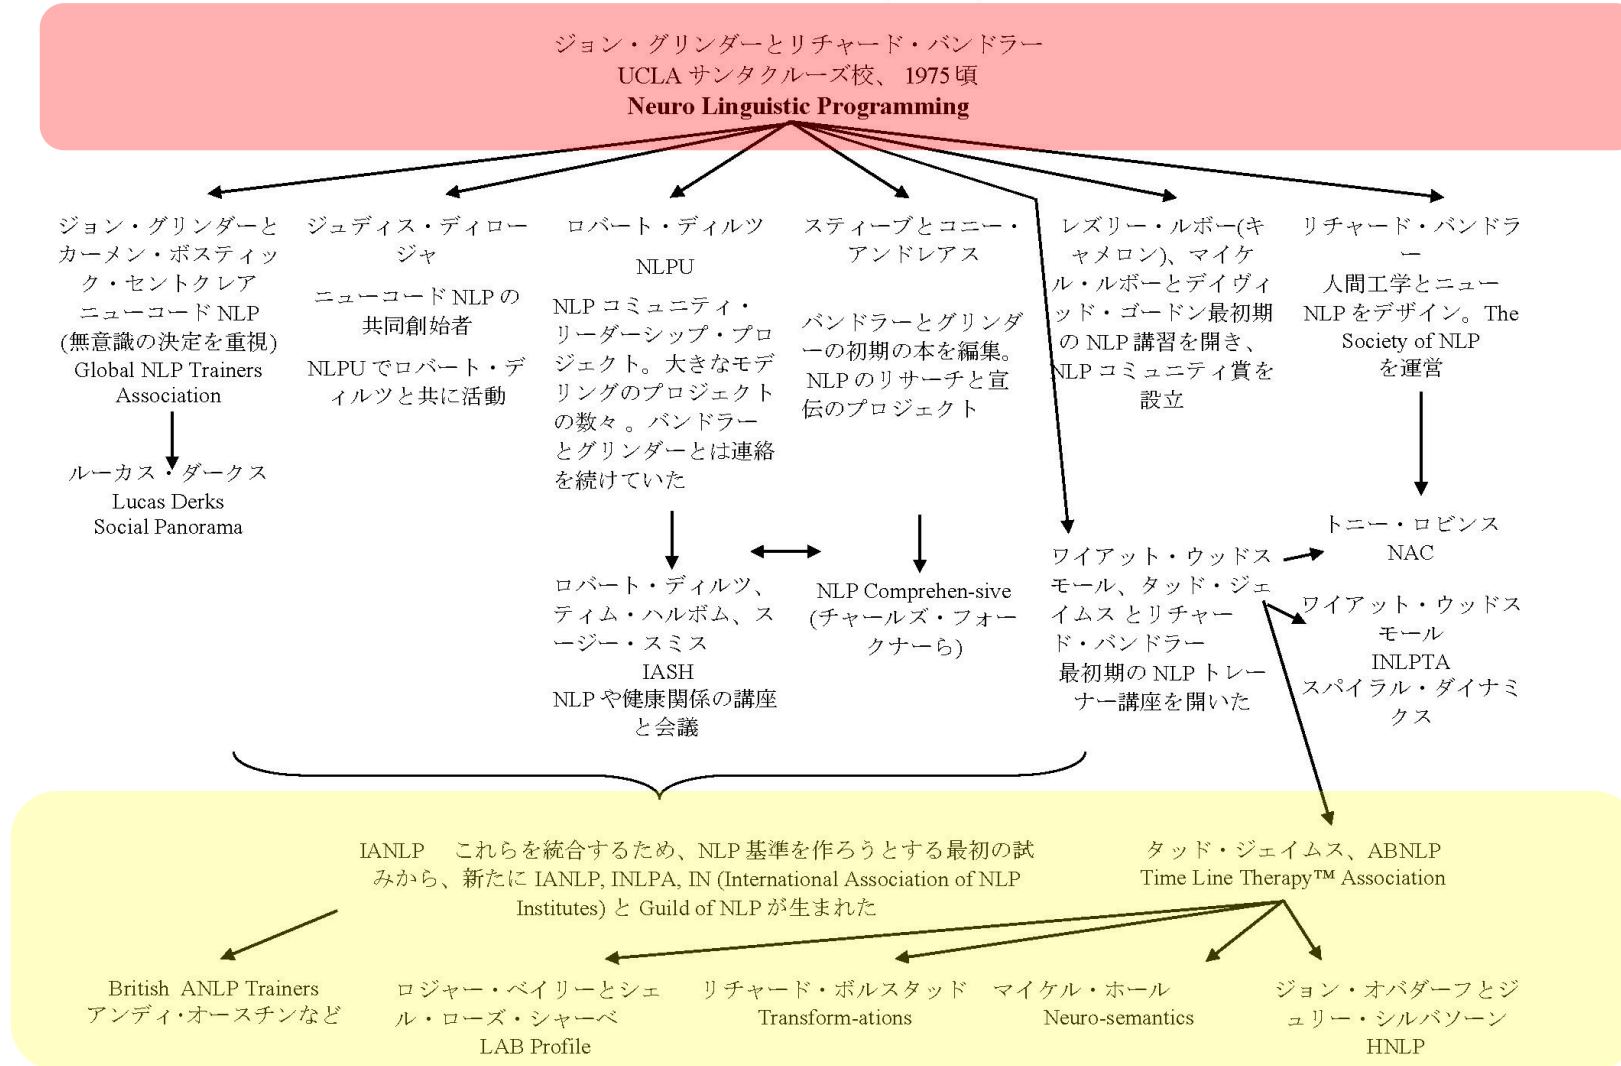 ジョン・グリンダーとリチャード・バンドラー
UCLA サンタクルーズ校、 1975 頃
Neuro Linguistic Programming
ジョン・グリンダーと
カーメン・ボスティッ
ク・セントクレア
ニューコード NLP
(無意識の決定を重視)
Global NLP Trainers
Association
ルーカス・ダークス
Lucas Derks
Social Panorama
ジュディス・ディロー
ジャ
ニューコード NLP の
共同創始者
NLPU でロバート・デ
ィルツと共に活動
ロバート・ディルツ
NLPU
NLP コミュニティ・
リーダーシップ・プロ
ジェクト。大きなモデ
リングのプロジェクト
の数々 。バンドラー
とグリンダーとは連絡
を続けていた
ロバート・ディルツ、
ティム・ハルボム、ス
ージー・スミス
IASH
NLP や健康関係の講座
と会議
スティーブとコニー・
アンドレアス
バンドラーとグリンダ
ーの初期の本を編集。
NLP のリサーチと宣
伝のプロジェクト
NLP Comprehen-sive
(チャールズ・フォー
クナーら)
レズリー・ルボー(キ
ャメロン)、マイケ
ル・ルボーとデイヴィ
ッド・ゴードン最初期
の NLP 講習を開き、
NLP コミュニティ賞を
設立
ワイアット・ウッドス
モール、タッド・ジェ
イムス とリチャー
ド・バンドラー
最初期の NLP トレー
ナー講座を開いた
リチャード・バンドラ
ー
人間工学とニュー
NLP をデザイン。The
Society of NLP
を運営
トニー・ロビンス
NAC
ワイアット・ウッドス
モール
INLPTA
スパイラル・ダイナミ
クス
IANLP これらを統合するため、NLP 基準を作ろうとする最初の試
みから、新たに IANLP, INLPA, IN (International Association of NLP
Institutes) と Guild of NLP が生まれた
タッド・ジェイムス、ABNLP
Time Line Therapy™ Association
British ANLP Trainers
アンディ・オースチンなど
ロジャー・ベイリーとシェ
ル・ローズ・シャーベ
LAB Profile
リチャード・ボルスタッド
Transform-ations
マイケル・ホール
Neuro-semantics
ジョン・オバダーフとジ
ュリー・シルバソーン
HNLP